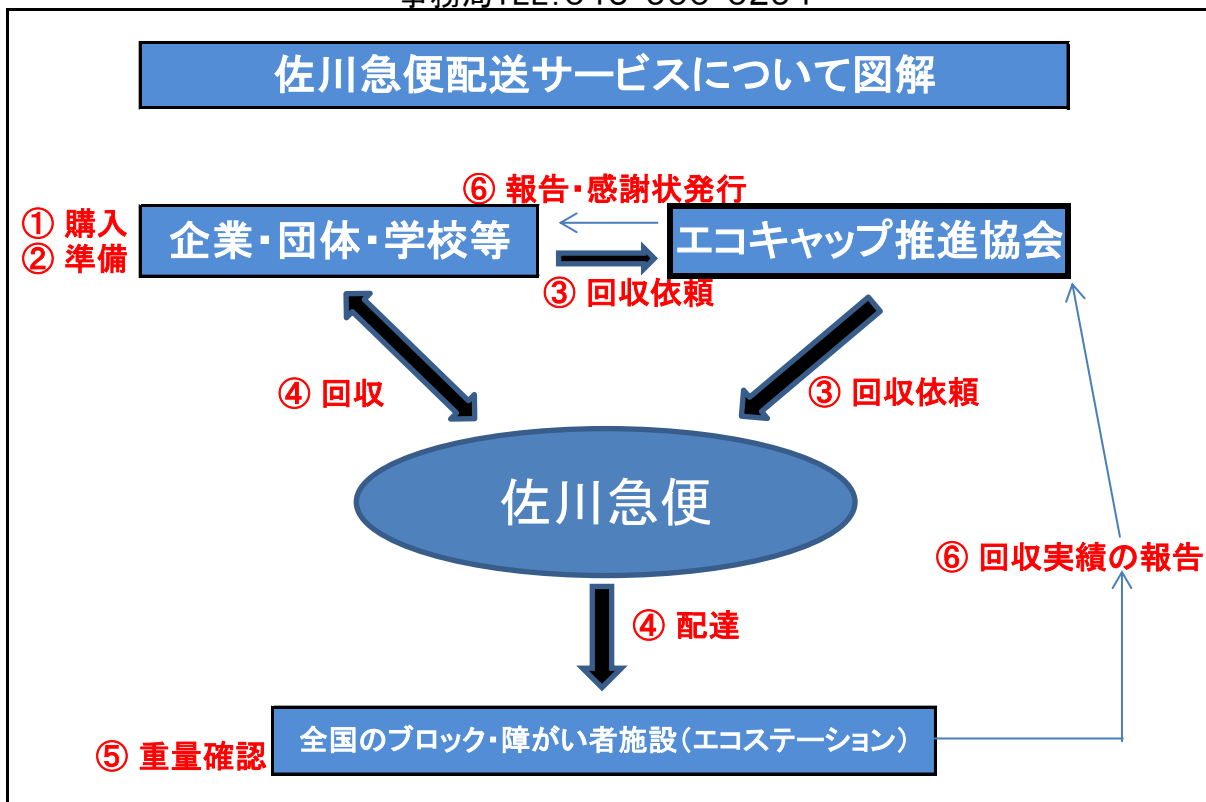 佐川急便配送サービスについて図解
⑥ 報告・感謝状発行
① 購入
② 準備
企業・団体・学校等
エコキャップ推進協会
③ 回収依頼
④ 回収
③ 回収依頼
佐川急便
⑥ 回収実績の報告
④ 配達
⑤ 重量確認
全国のブロック・障がい者施設(エコステーション)